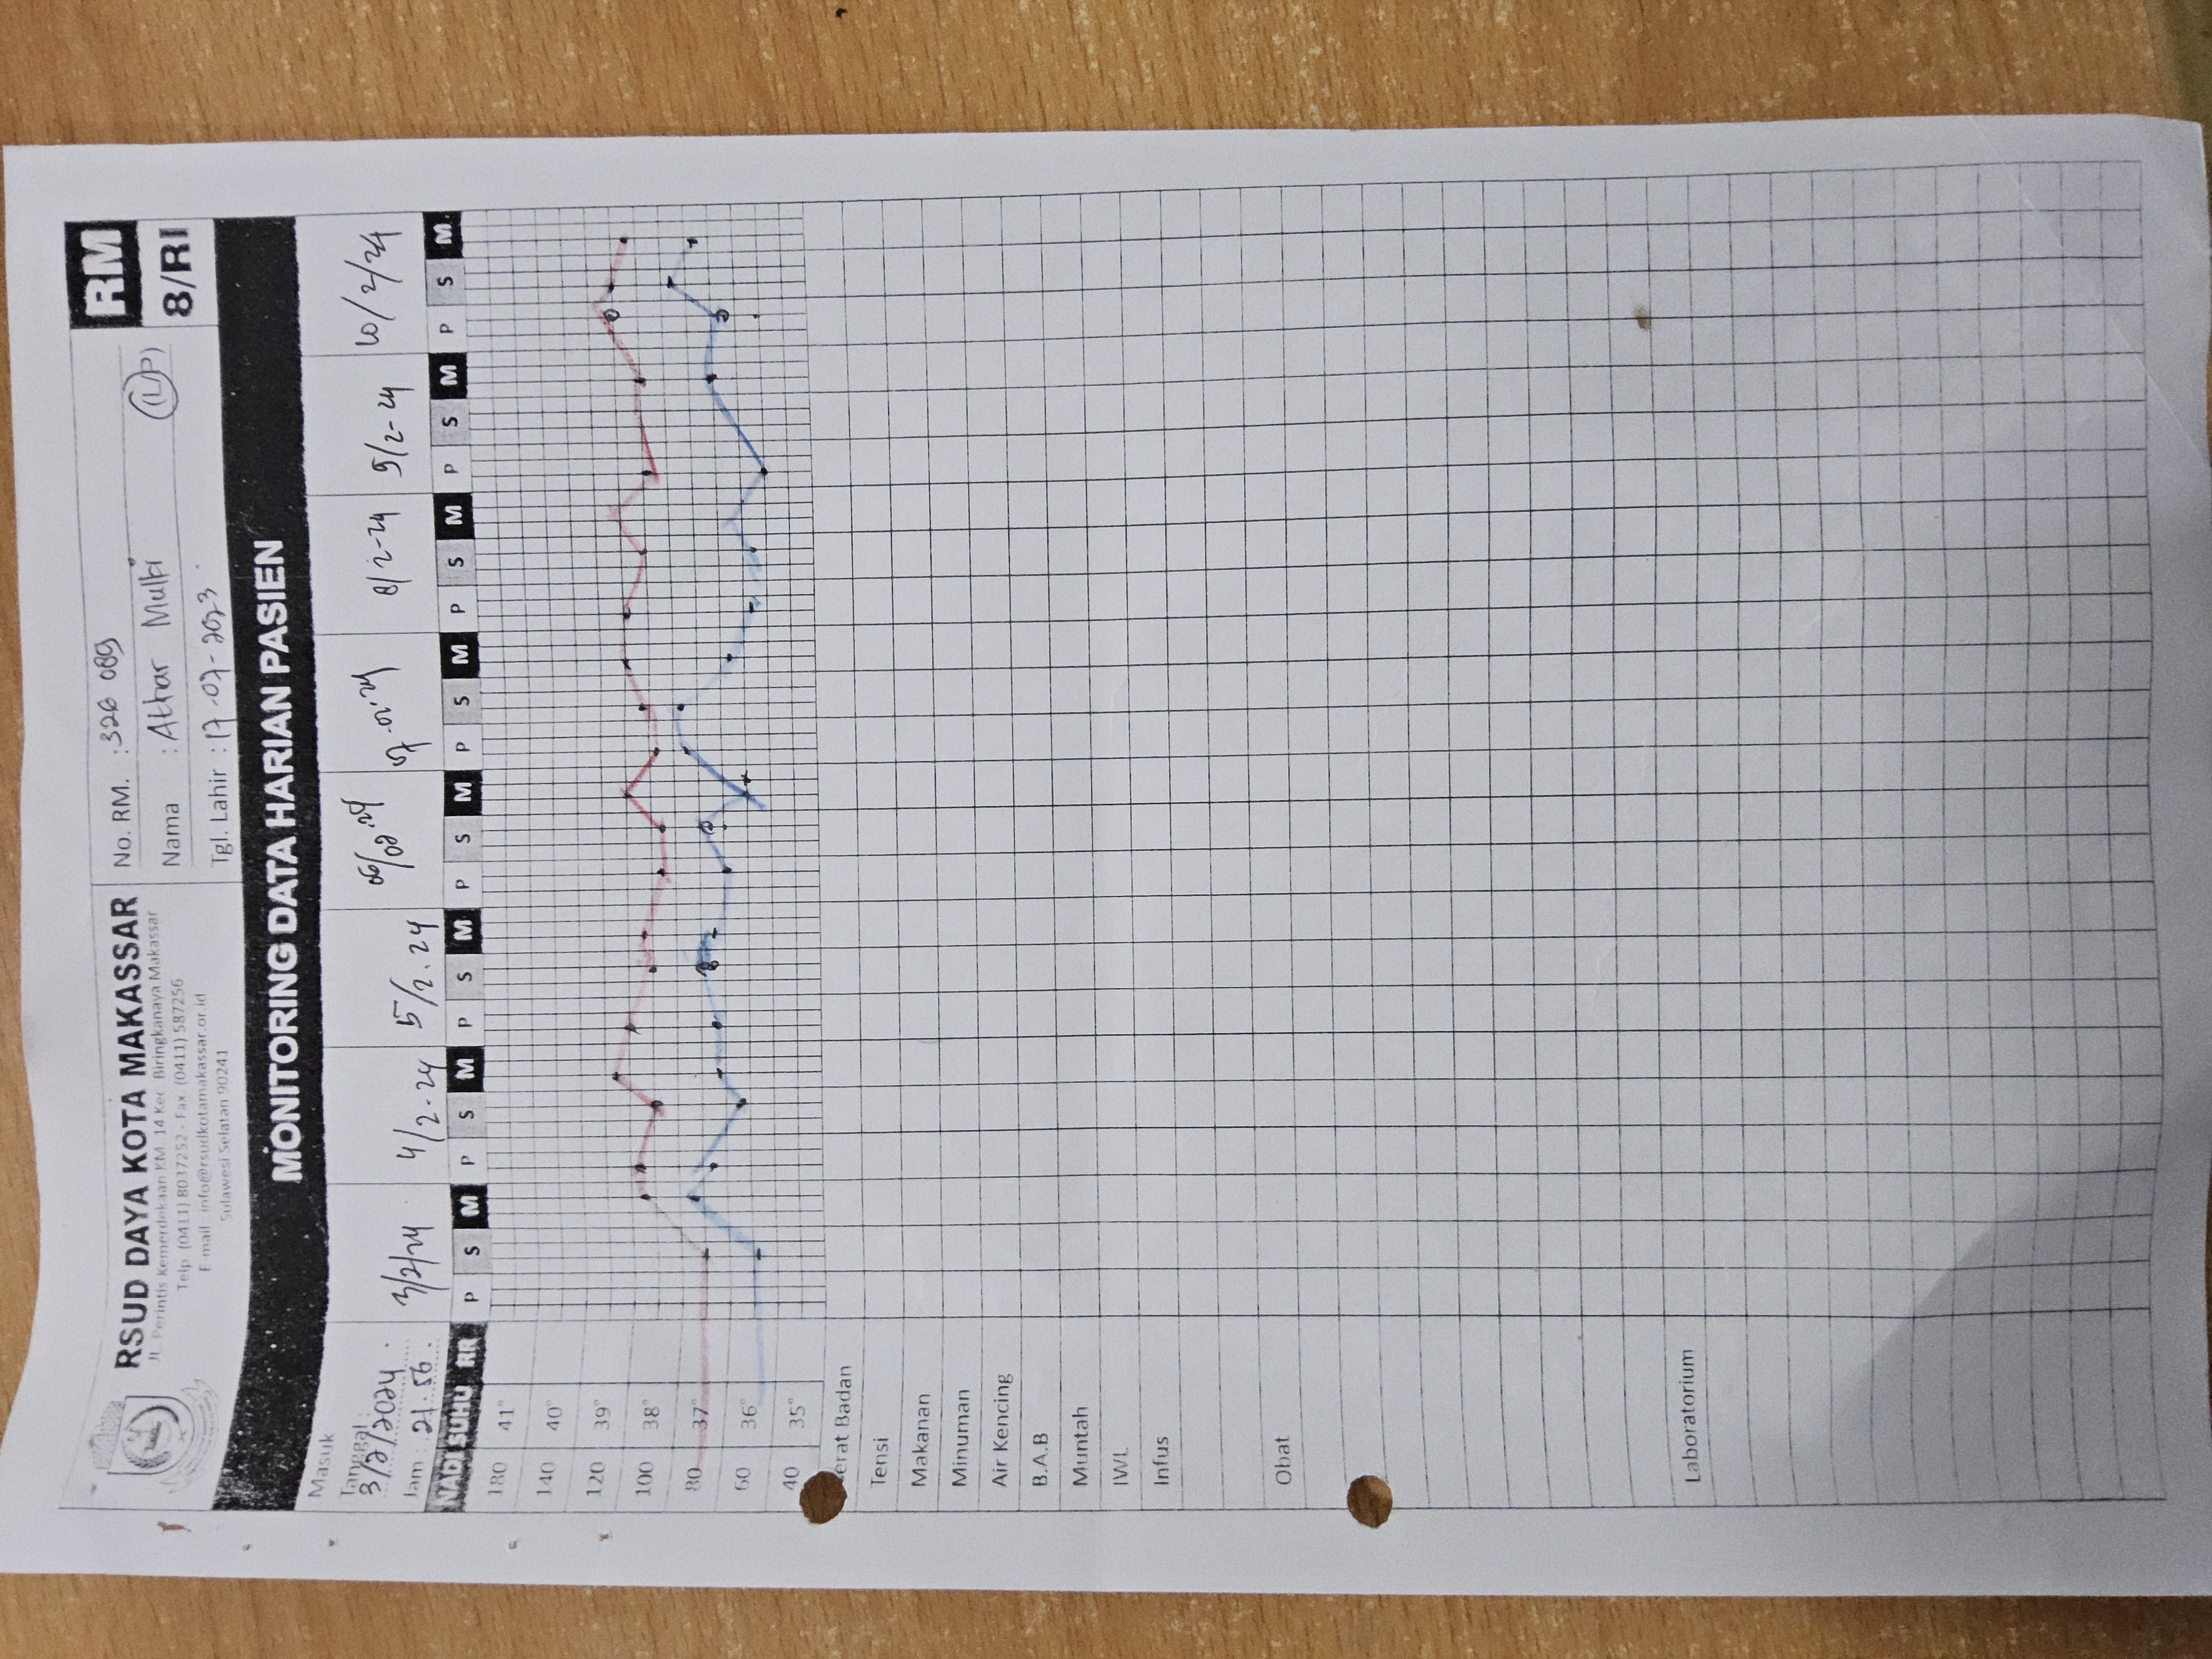 RSUD DAYA KOTA MAKASSAR
JL. Perintis Kemerdekaan KM. 14 Kec. Biringkanaya Makassar
Telp. (0411) 8037252 - Fax. (0411) 587256
E-mail : info@rsudkotamakassar.or.id
Sulawesi Selatan 90241
No. RM. : 326 089
Nama : Athar Mulki (L/P)
Tgl. Lahir : 17-07-2023
RM
8/RI
MONITORING DATA HARIAN PASIEN
Masuk
Tanggal :
3/2/2024
Jam : 21.56
3/2/24 4/2-24 5/2.24 06/02.24 07-02-24 8/2-24 9/2-24 10/2/24
NADI SUHU RR P S M P S M P S M P S M P S M P S M P S M P S M
180 41°
140 40°
120 39°
100 38°
80 37°
60 36°
40 35°
Berat Badan
Tensi
Makanan
Minuman
Air Kencing
B.A.B
Muntah
IWL
Infus
Obat
Laboratorium